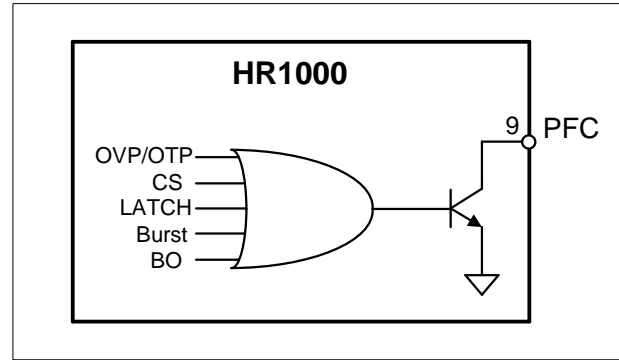 HR1000
9 PFC
OVP/OTP
CS
LATCH
Burst
BO